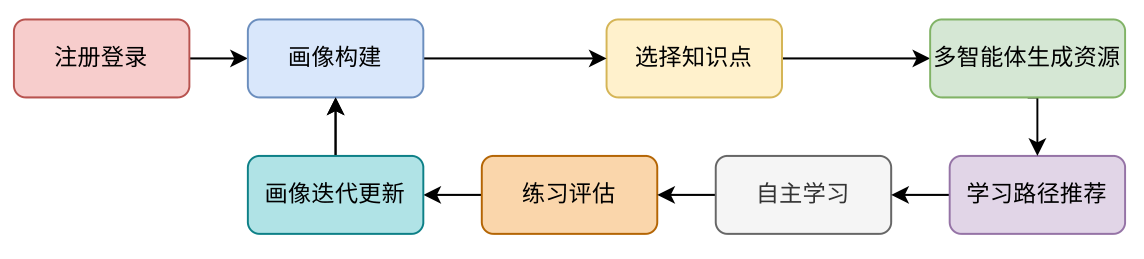 注册登录
画像构建
选择知识点
多智能体生成资源
学习路径推荐
自主学习
练习评估
画像迭代更新